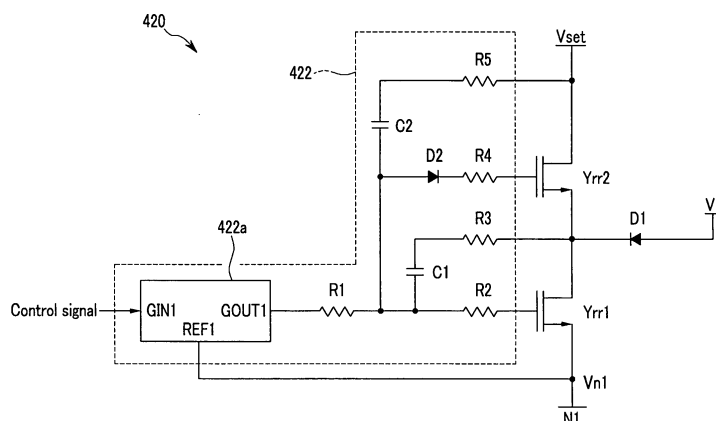 420
Vset
422
R5
C2
D2
R4
Yrr2
422a
R3
D1
V
C1
Control signal
GIN1
GOUT1
R1
R2
Yrr1
REF1
Vn1
N1